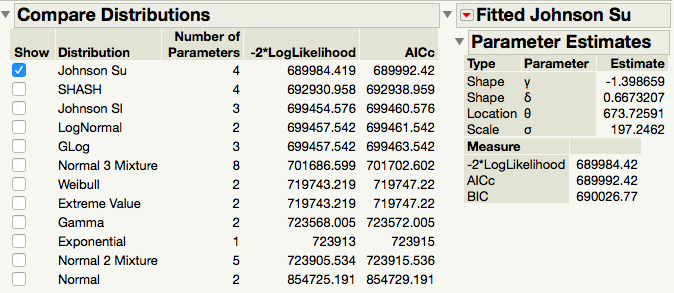 Compare Distributions
Number of
Show Distribution Parameters -2*LogLikelihood AICc
Johnson Su 4 689984.419 689992.42
SHASH 4 692930.958 692938.959
Johnson Sl 3 699454.576 699460.576
LogNormal 2 699457.542 699461.542
GLog 3 699457.542 699463.542
Normal 3 Mixture 8 701686.599 701702.602
Weibull 2 719743.219 719747.22
Extreme Value 2 719743.219 719747.22
Gamma 2 723568.005 723572.005
Exponential 1 723913 723915
Normal 2 Mixture 5 723905.534 723915.536
Normal 2 854725.191 854729.191
Fitted Johnson Su
Parameter Estimates
Type Parameter Estimate
Shape γ -1.398659
Shape δ 0.6673207
Location θ 673.72591
Scale σ 197.2462
Measure
-2*LogLikelihood 689984.42
AICc 689992.42
BIC 690026.77